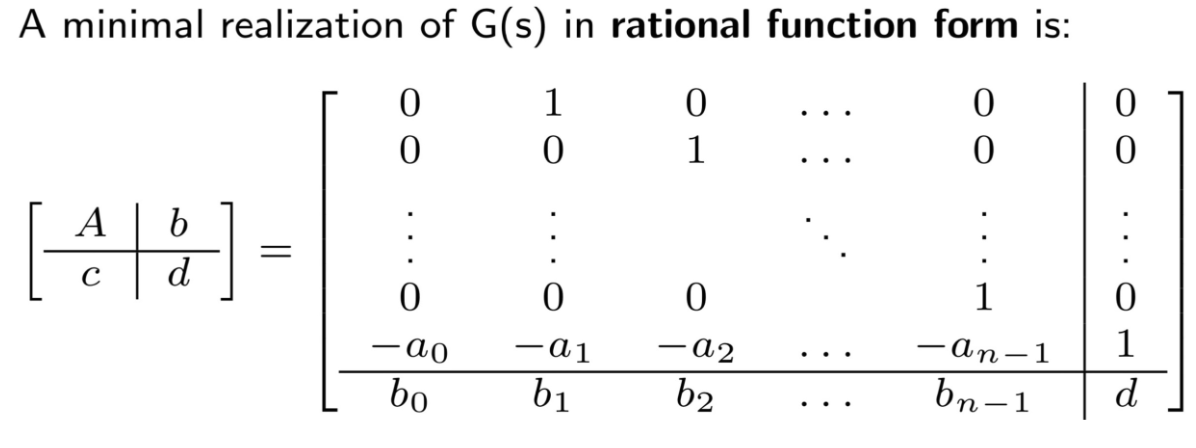 A minimal realization of G(s) in rational function form is:
0 1 0 ... 0 0
0 0 1 ... 0 0
⋮ ⋮ ⋱ ⋮ ⋮
0 0 0 1 0
A b = −a₀ −a₁ −a₂ ... −aₙ₋₁ 1
c d b₀ b₁ b₂ ... bₙ₋₁ d